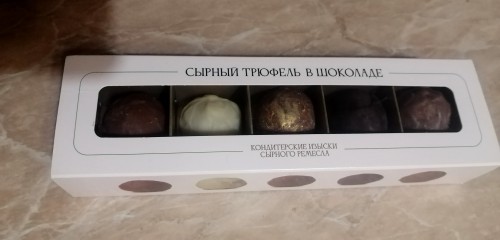 СЫРНЫЙ ТРЮФЕЛЬ В ШОКОЛАДЕ
КОНДИТЕРСКИЕ ИЗЫСКИ
СЫРНОГО РЕМЕСЛА